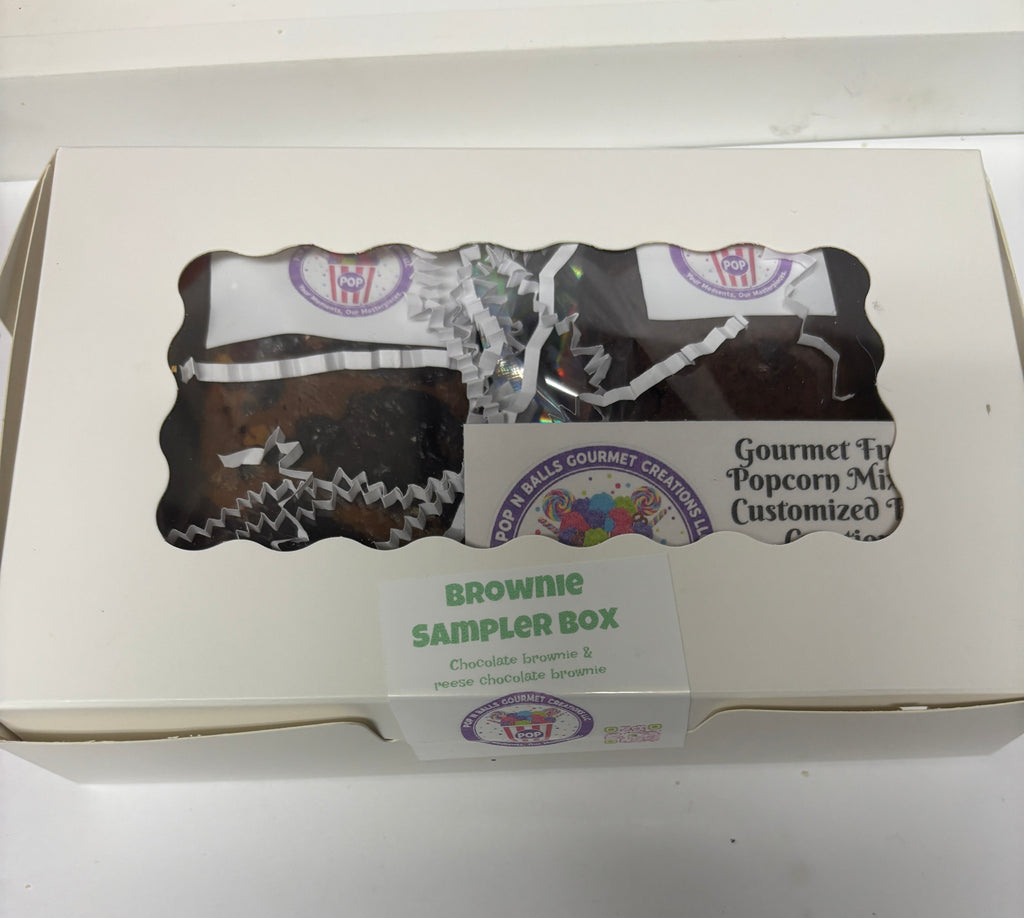 POP
Your Moments, Our Masterpieces
POP
Your Moments, Our Masterpieces
POP N BALLS GOURMET CREATIONS LL
Gourmet Fu
Popcorn Mix
Customized
BROWNIE
SAMPLER BOX
Chocolate brownie &
reese chocolate brownie
POP N BALLS GOURMET CREATIONS LLC
POP